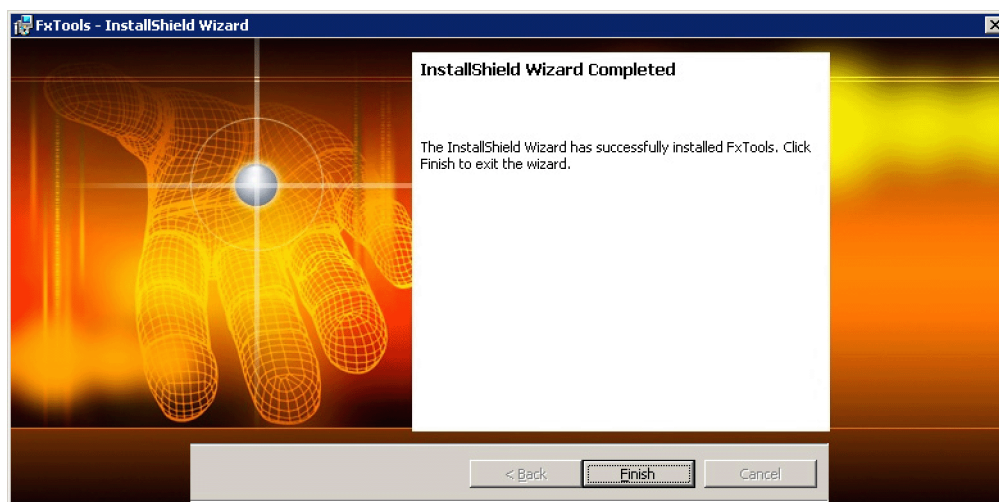 FxTools - InstallShield Wizard
InstallShield Wizard Completed
The InstallShield Wizard has successfully installed FxTools. Click
Finish to exit the wizard.
< Back Finish Cancel